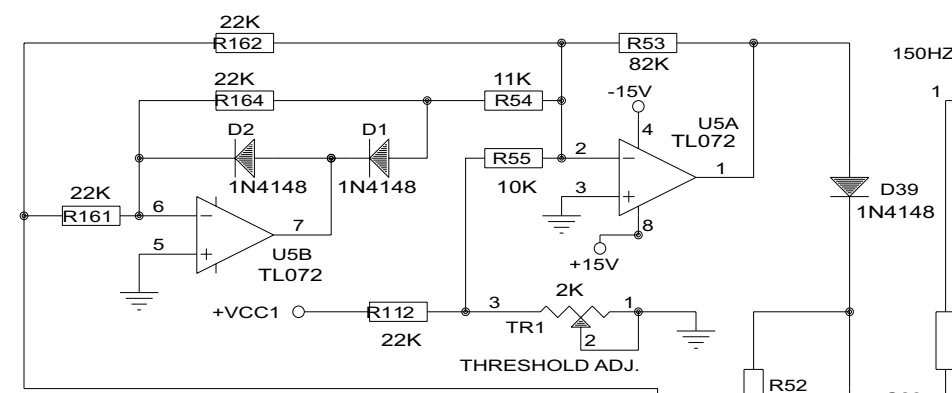 22K
R162
R53
82K
150HZ
22K
R164
11K
R54
-15V
1
D2
D1
4
U5A
TL072
R55
2
1
1N4148
1N4148
10K
3
D39
1N4148
22K
R161
6
7
8
5
U5B
TL072
+15V
2K
+VCC1
R112
3
1
TR1
22K
2
THRESHOLD ADJ.
R52